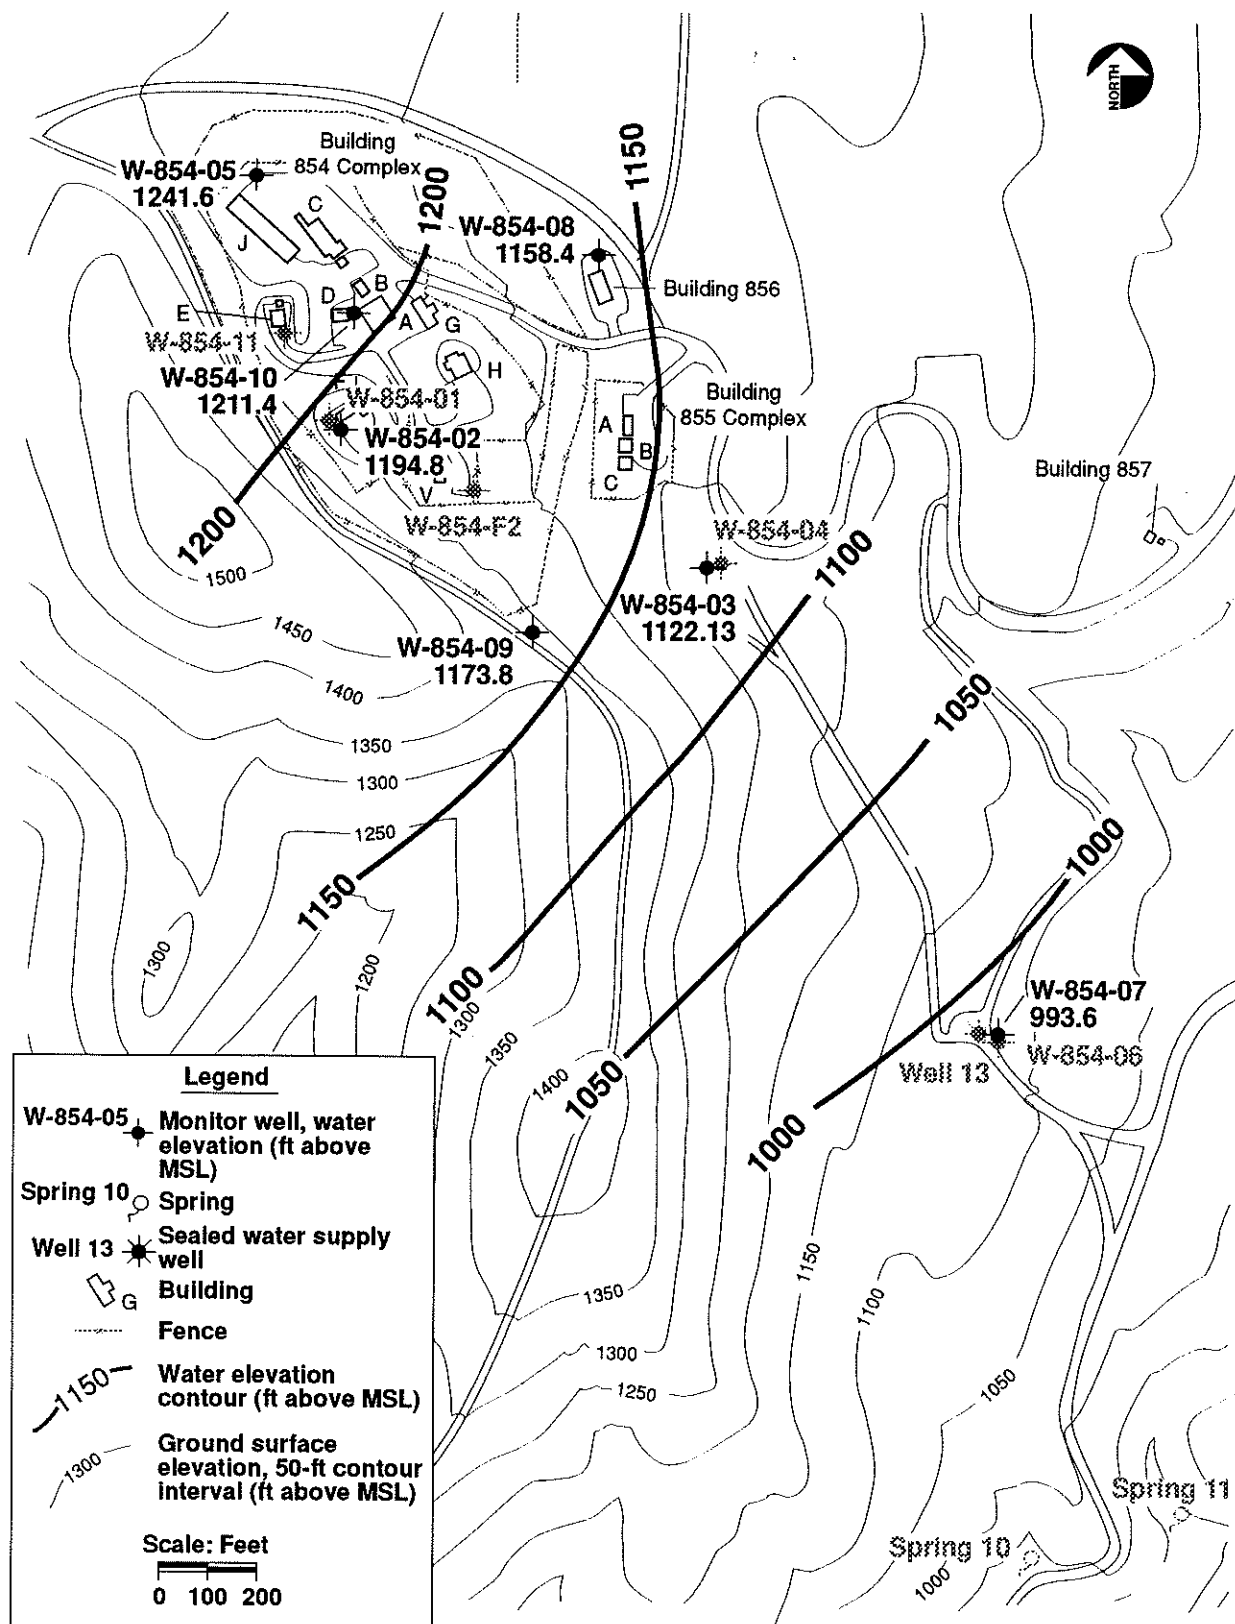 NORTH
Building
854 Complex
W-854-05
1241.6
1200
1150
W-854-08
1158.4
C
J
D
B
A
G
E
H
Building 856
W-854-11
W-854-10
1211.4
W-854-01
W-854-02
1194.8
W-854-F2
1200
Building
855 Complex
A
B
C
Building 857
W-854-04
1100
W-854-03
1122.13
W-854-09
1173.8
1500
1450
1400
1350
1300
1250
1150
1050
1000
1300
1200
1100
1300
1350
1400
1050
1000
W-854-07
993.6
W-854-06
Well 13
1150
1100
1050
1350
1300
1250
Spring 11
Spring 10
1000
Legend
W-854-05
Monitor well, water
elevation (ft above
MSL)
Spring 10
Spring
Well 13
Sealed water supply
well
G
Building
Fence
1150
Water elevation
contour (ft above MSL)
1300
Ground surface
elevation, 50-ft contour
interval (ft above MSL)
Scale: Feet
0 100 200